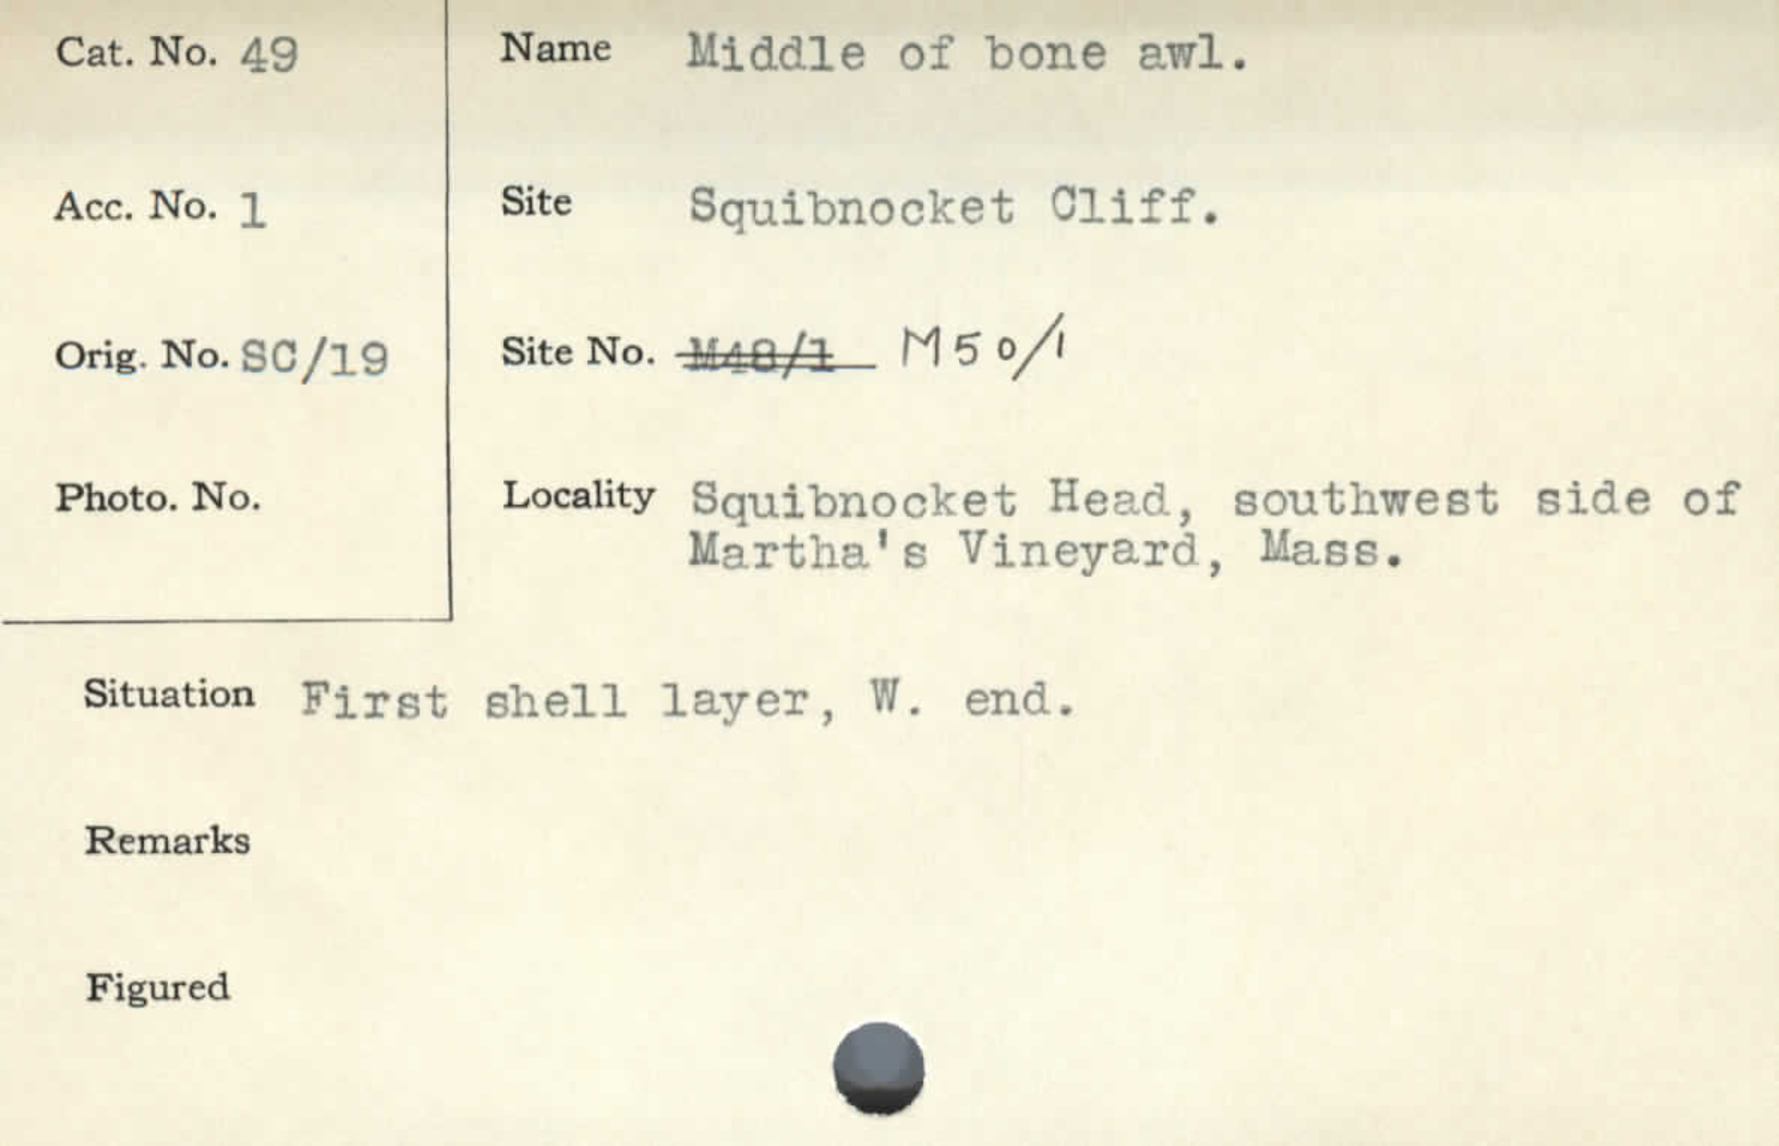 Cat. No. 49
Name Middle of bone awl.
Acc. No. 1
Site Squibnocket Cliff.
Orig. No. SC/19
Site No. M48/1 M50/1
Photo. No.
Locality Squibnocket Head, southwest side of
Martha's Vineyard, Mass.
Situation First shell layer, W. end.
Remarks
Figured